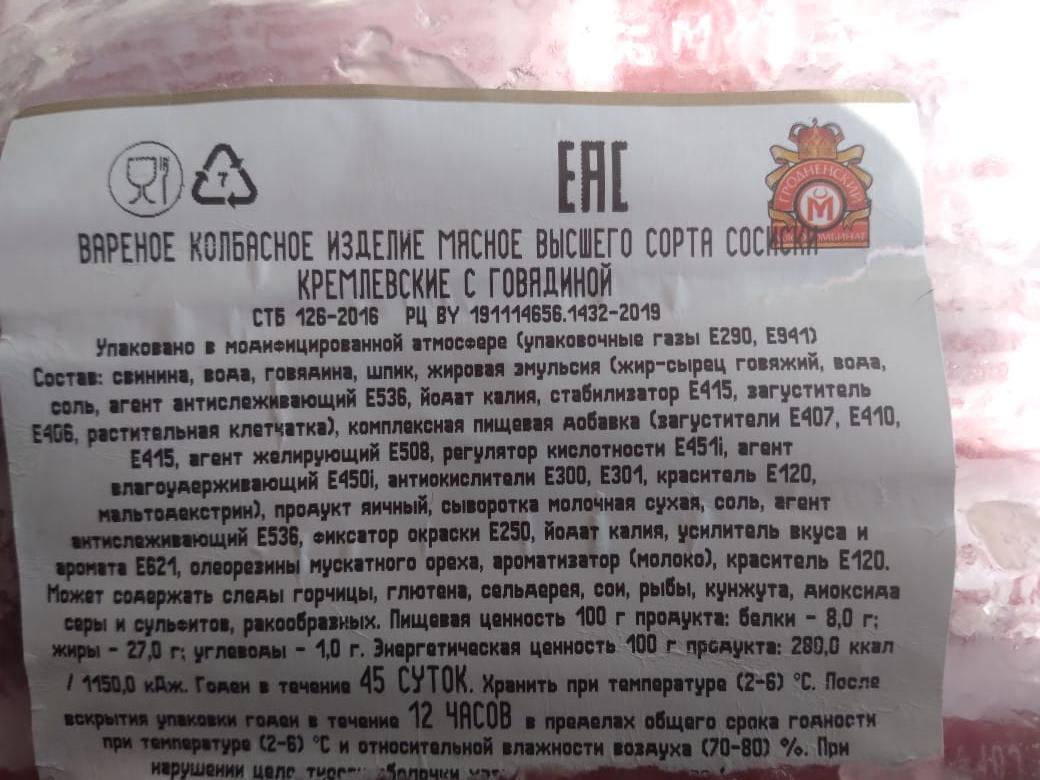 7
EAC
ГРОДНЕНСКИЙ
М
ВАРЕНОЕ КОЛБАСНОЕ ИЗДЕЛИЕ МЯСНОЕ ВЫСШЕГО СОРТА СОСИСКИ
КРЕМЛЕВСКИЕ С ГОВЯДИНОЙ
СТБ 126-2016 РЦ BY 191114656.1432-2019
Упаковано в модифицированной атмосфере (упаковочные газы Е290, Е941)
Состав: свинина, вода, говядина, шпик, жировая эмульсия (жир-сырец говяжий, вода,
соль, агент антислеживающий Е536, йодат калия, стабилизатор Е415, загуститель
Е406, растительная клетчатка), комплексная пищевая добавка (загустители Е407, Е410,
Е415, агент желирующий Е508, регулятор кислотности Е451i, агент
влагоудерживающий Е450i, антиокислители Е300, Е301, краситель Е120,
мальтодекстрин), продукт яичный, сыворотка молочная сухая, соль, агент
антислеживающий Е536, фиксатор окраски Е250, йодат калия, усилитель вкуса и
аромата Е621, олеорезины мускатного ореха, ароматизатор (молоко), краситель Е120.
Может содержать следы горчицы, глютена, сельдерея, сои, рыбы, кунжута, диоксида
серы и сульфитов, ракообразных. Пищевая ценность 100 г продукта: белки – 8,0 г;
жиры – 27,0 г; углеводы – 1,0 г. Энергетическая ценность 100 г продукта: 280,0 ккал
/ 1150,0 кДж. Годен в течение 45 СУТОК. Хранить при температуре (2-6) °С. После
вскрытия упаковки годен в течение 12 ЧАСОВ в пределах общего срока годности
при температуре (2-6) °С и относительной влажности воздуха (70-80) %. При
нарушении